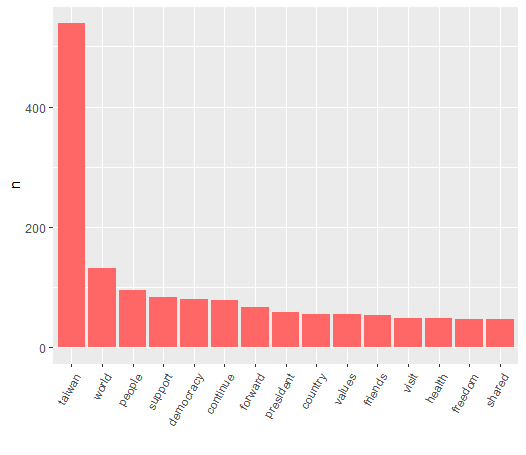 n
400
200
0
taiwan
world
people
support
democracy
continue
forward
president
country
values
friends
visit
health
freedom
shared